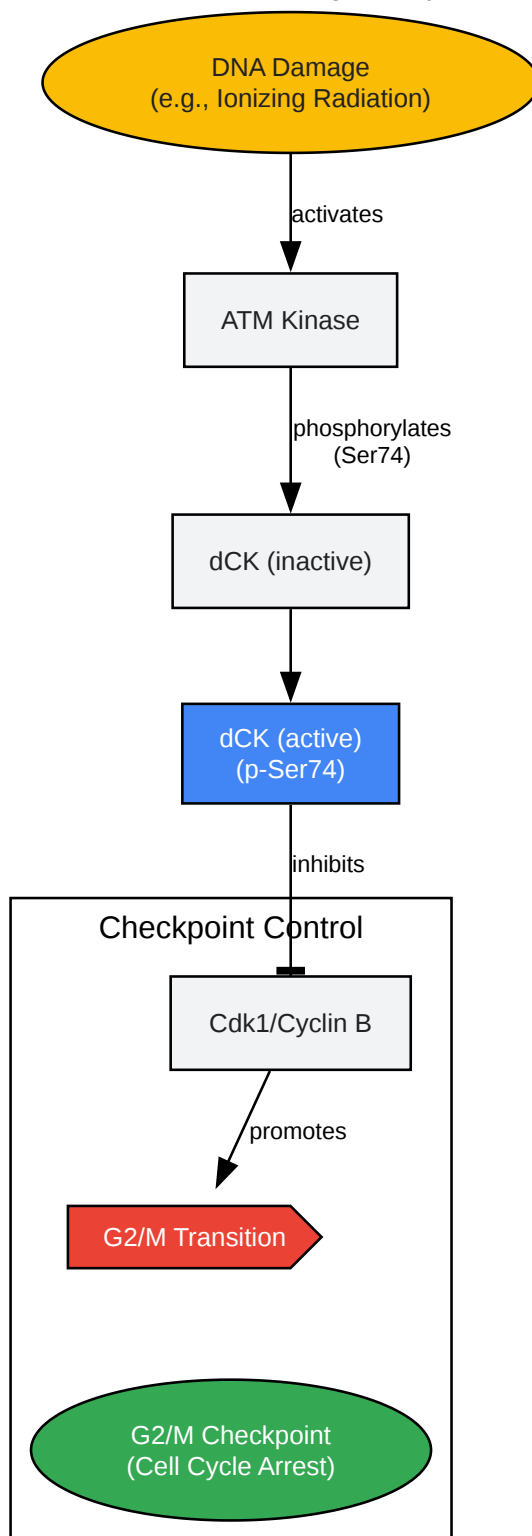 DNA Damage
(e.g., Ionizing Radiation)
activates
ATM Kinase
phosphorylates
(Ser74)
dCK (inactive)
dCK (active)
(p-Ser74)
inhibits
Checkpoint Control
Cdk1/Cyclin B
promotes
G2/M Transition
G2/M Checkpoint
(Cell Cycle Arrest)